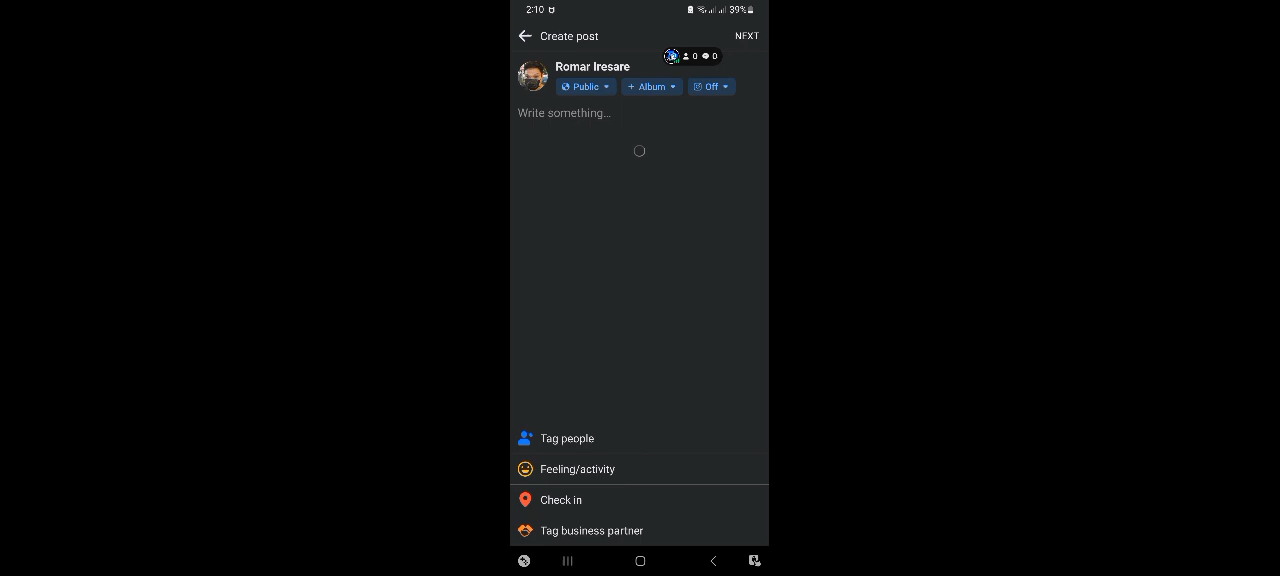 2:10 39%
Create post NEXT
0 0
Romar Iresare
Public + Album Off
Write something...
Tag people
Feeling/activity
Check in
Tag business partner